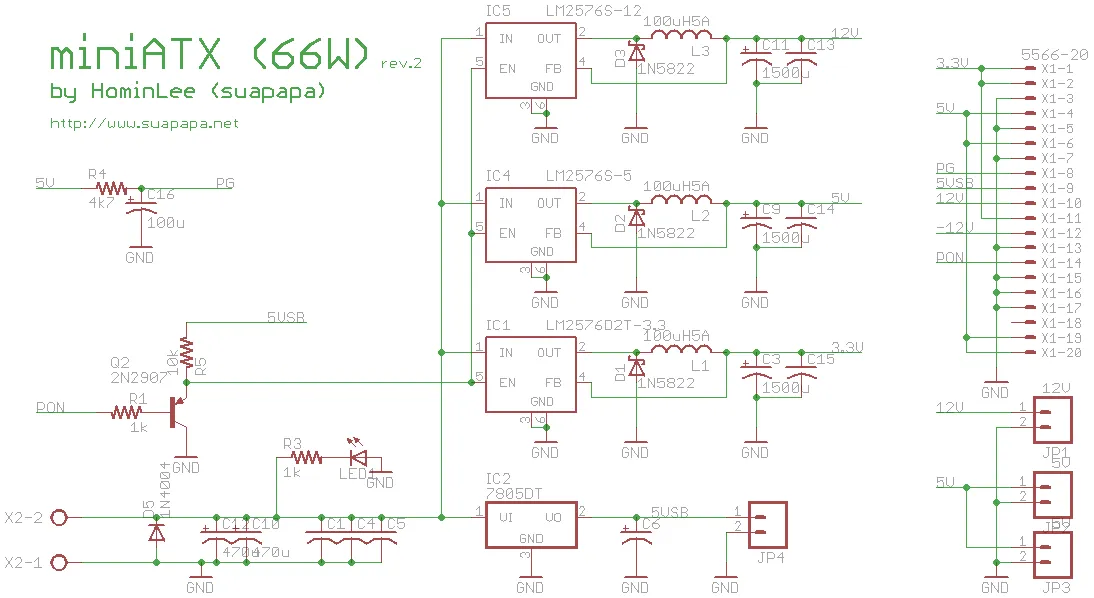 miniATX (66W) rev.2
by HominLee (suapapa)
http://www.suapapa.net
IC5 LM2576S-12
1 IN OUT 2
5 EN FB 4
GND
3 6
GND
D3
1N5822
GND
100uH5A
L3
C11 C13
1500u
GND
12V
5V R4 PG
4k7
C16
100u
GND
IC4 LM2576S-5
1 IN OUT 2
5 EN FB 4
GND
3 6
GND
D2
1N5822
GND
100uH5A
L2
C9 C14
1500u
GND
5V
5USB
10k R5
Q2
2N2907
PON R1
1k
GND
IC1 LM2576D2T-3.3
1 IN OUT 2
5 EN FB 4
GND
3 6
GND
D1
1N5822
GND
100uH5A
L1
C3 C15
1500u
GND
3.3V
R3
1k
LED1
GND
X2-2
X2-1
D5
1N4004
C12 C10
470u 470u
C1 C4 C5
GND
IC2
7805DT
1 UI UO 2
GND
3
GND
C6
GND
5USB
1
2
JP4
GND
5566-20
3.3V X1-1
X1-2
X1-3
5V X1-4
X1-5
X1-6
X1-7
PG X1-8
5VSB X1-9
12V X1-10
X1-11
-12V X1-12
X1-13
PON X1-14
X1-15
X1-16
X1-17
X1-18
X1-19
X1-20
GND
12V
12V 1
2
JP1
5V
5V 1
2
JP2
5V
1
2
JP3
GND